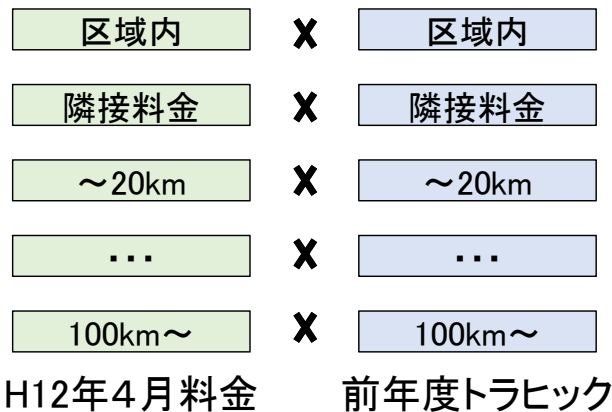 区域内 × 区域内
隣接料金 × 隣接料金
～20km × ～20km
・・・ × ・・・
100km～ × 100km～
H12年４月料金 前年度トラヒック